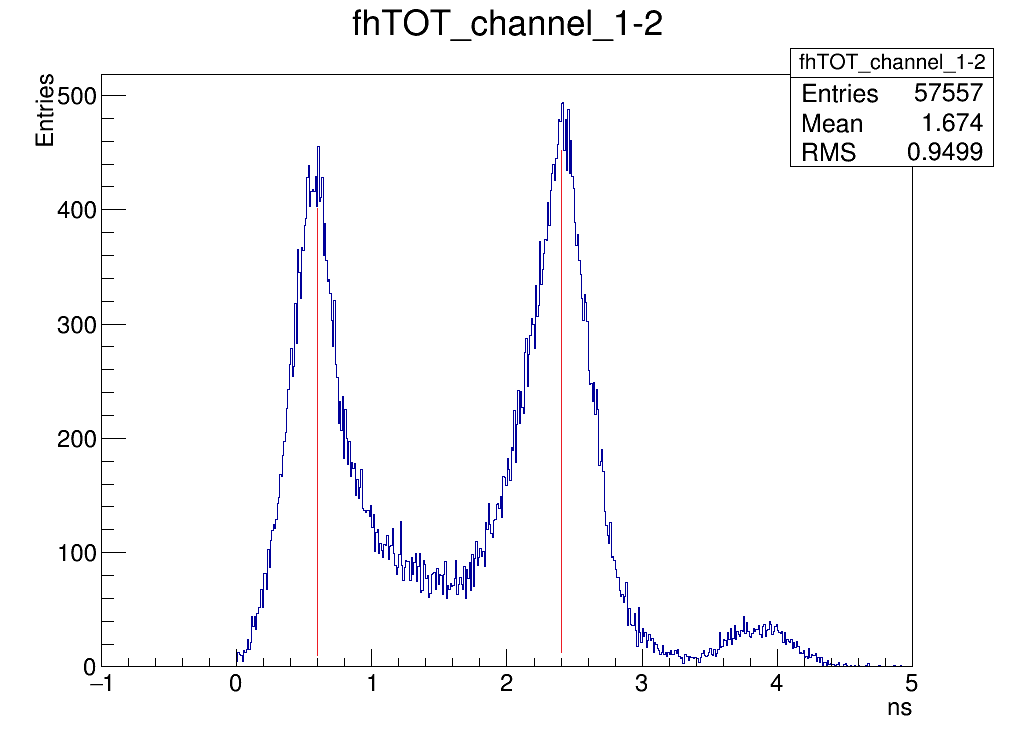 fhTOT_channel_1-2
fhTOT_channel_1-2
Entries 57557
Mean 1.674
RMS 0.9499
Entries
500
400
300
200
100
0
−1 0 1 2 3 4 5
ns